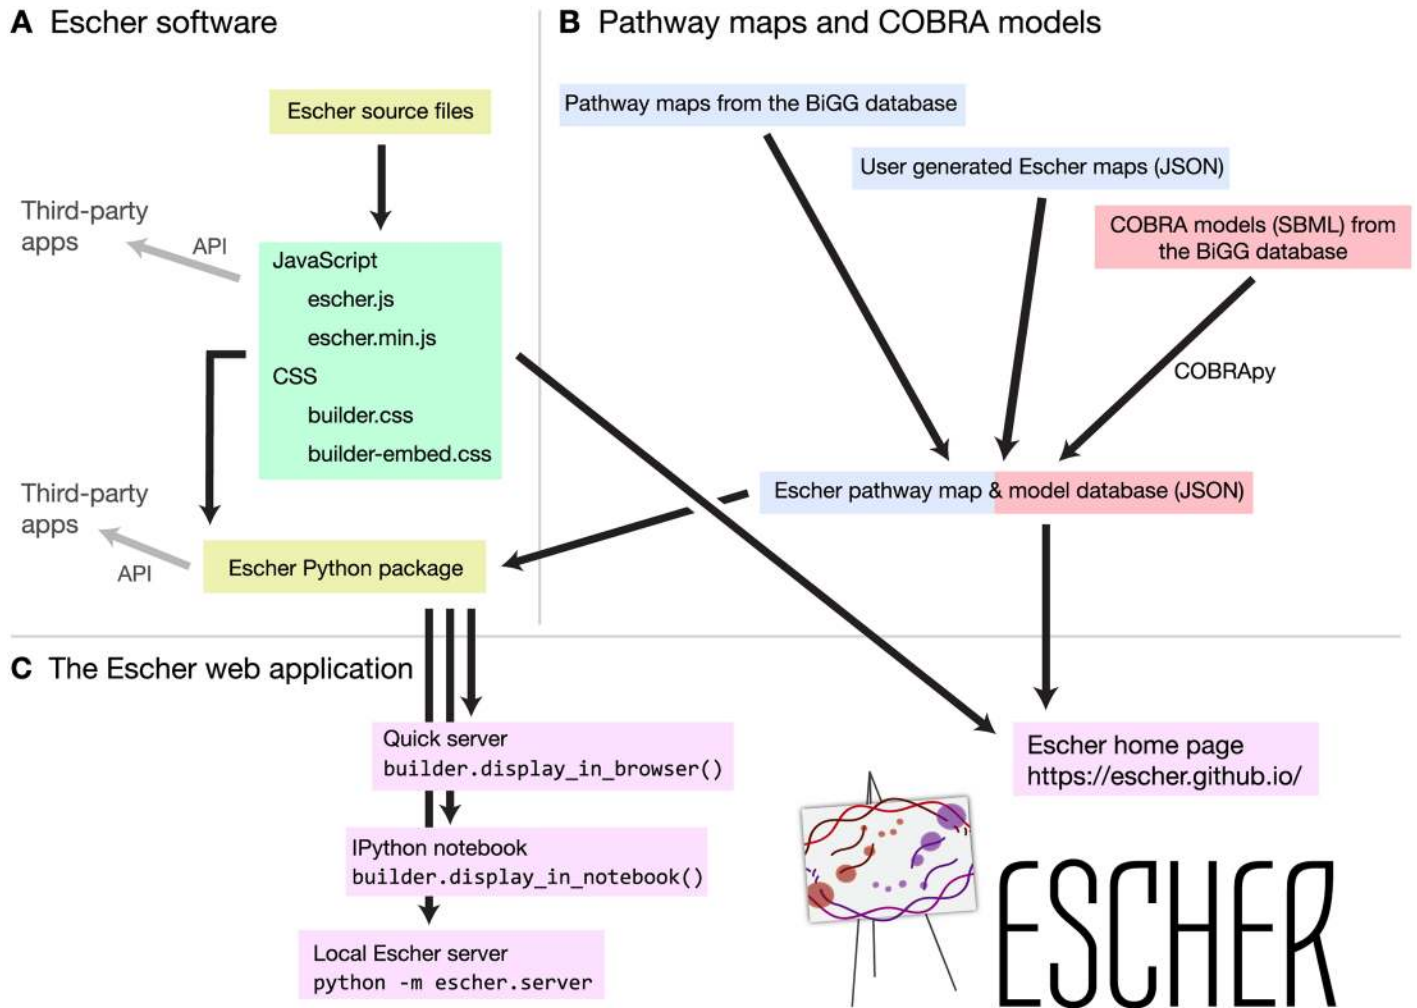 A Escher software
Escher source files
Third-party
apps
API
JavaScript
escher.js
escher.min.js
CSS
builder.css
builder-embed.css
Third-party
apps
API
Escher Python package
B Pathway maps and COBRA models
Pathway maps from the BiGG database
User generated Escher maps (JSON)
COBRA models (SBML) from
the BiGG database
COBRApy
Escher pathway map & model database (JSON)
C The Escher web application
Quick server
builder.display_in_browser()
IPython notebook
builder.display_in_notebook()
Local Escher server
python -m escher.server
Escher home page
https://escher.github.io/
ESCHER